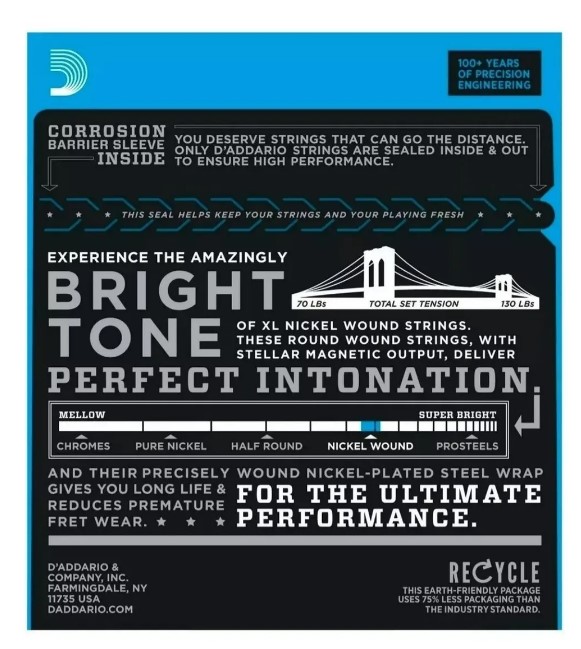 100+ YEARS
OF PRECISION
ENGINEERING
CORROSION
BARRIER SLEEVE
INSIDE
YOU DESERVE STRINGS THAT CAN GO THE DISTANCE.
ONLY D'ADDARIO STRINGS ARE SEALED INSIDE & OUT
TO ENSURE HIGH PERFORMANCE.
★ ★ ★ THIS SEAL HELPS KEEP YOUR STRINGS AND YOUR PLAYING FRESH ★ ★ ★
EXPERIENCE THE AMAZINGLY
BRIGHT
TONE
70 LBs TOTAL SET TENSION 130 LBs
OF XL NICKEL WOUND STRINGS.
THESE ROUND WOUND STRINGS, WITH
STELLAR MAGNETIC OUTPUT, DELIVER
PERFECT INTONATION.
MELLOW SUPER BRIGHT
CHROMES PURE NICKEL HALF ROUND NICKEL WOUND PROSTEELS
AND THEIR PRECISELY WOUND NICKEL-PLATED STEEL WRAP
GIVES YOU LONG LIFE &
REDUCES PREMATURE
FRET WEAR. ★ ★ ★
FOR THE ULTIMATE
PERFORMANCE.
D'ADDARIO &
COMPANY, INC.
FARMINGDALE, NY
11735 USA
DADDARIO.COM
RECYCLE
THIS EARTH-FRIENDLY PACKAGE
USES 75% LESS PACKAGING THAN
THE INDUSTRY STANDARD.